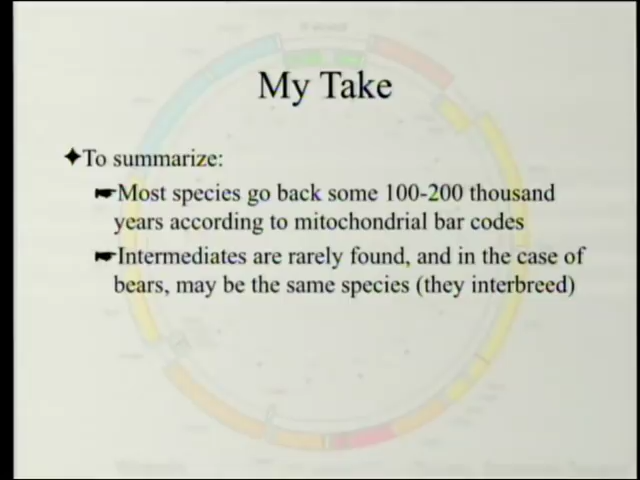 My Take
To summarize:
Most species go back some 100-200 thousand
years according to mitochondrial bar codes
Intermediates are rarely found, and in the case of
bears, may be the same species (they interbreed)